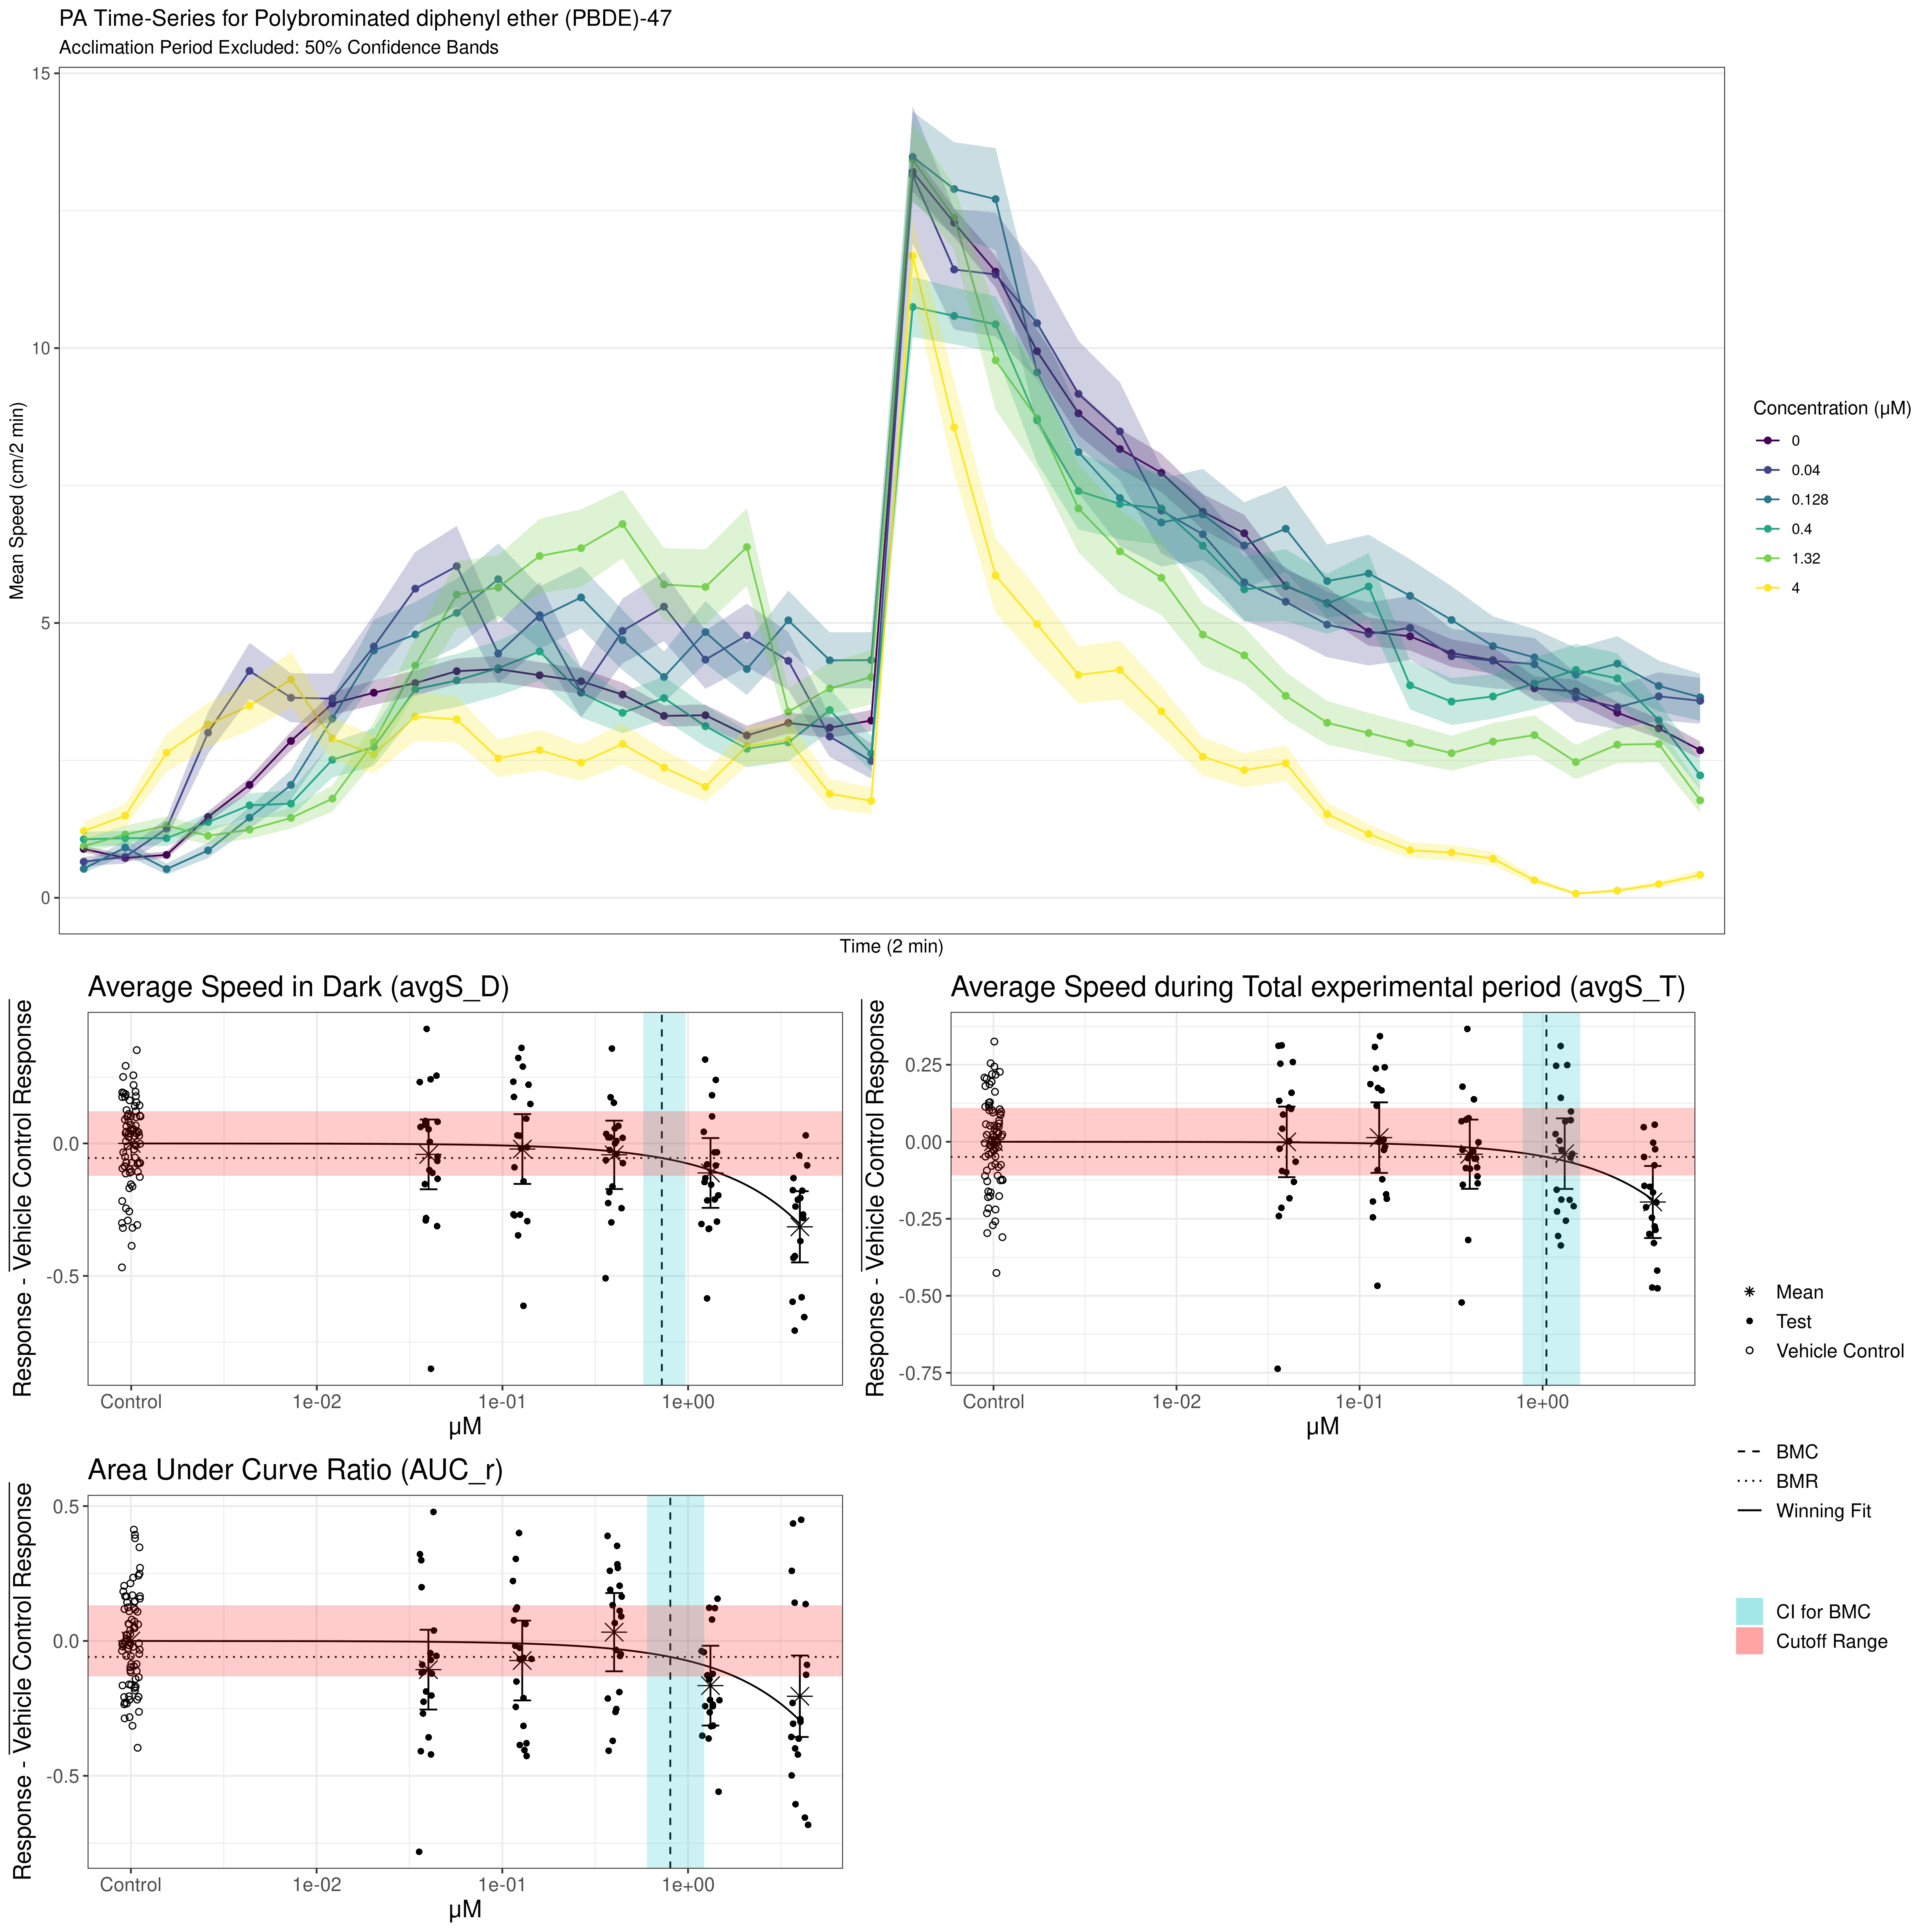 PA Time-Series for Polybrominated diphenyl ether (PBDE)-47
Acclimation Period Excluded: 50% Confidence Bands
Mean Speed (cm/2 min)
15
10
5
0
Time (2 min)
Concentration (µM)
0
0.04
0.128
0.4
1.32
4
Average Speed in Dark (avgS_D)
Response - Vehicle Control Response
0.0
-0.5
Control
1e-02
1e-01
1e+00
µM
Average Speed during Total experimental period (avgS_T)
Response - Vehicle Control Response
0.25
0.00
-0.25
-0.50
-0.75
Control
1e-02
1e-01
1e+00
µM
Area Under Curve Ratio (AUC_r)
Response - Vehicle Control Response
0.5
0.0
-0.5
Control
1e-02
1e-01
1e+00
µM
Mean
Test
Vehicle Control
BMC
BMR
Winning Fit
CI for BMC
Cutoff Range